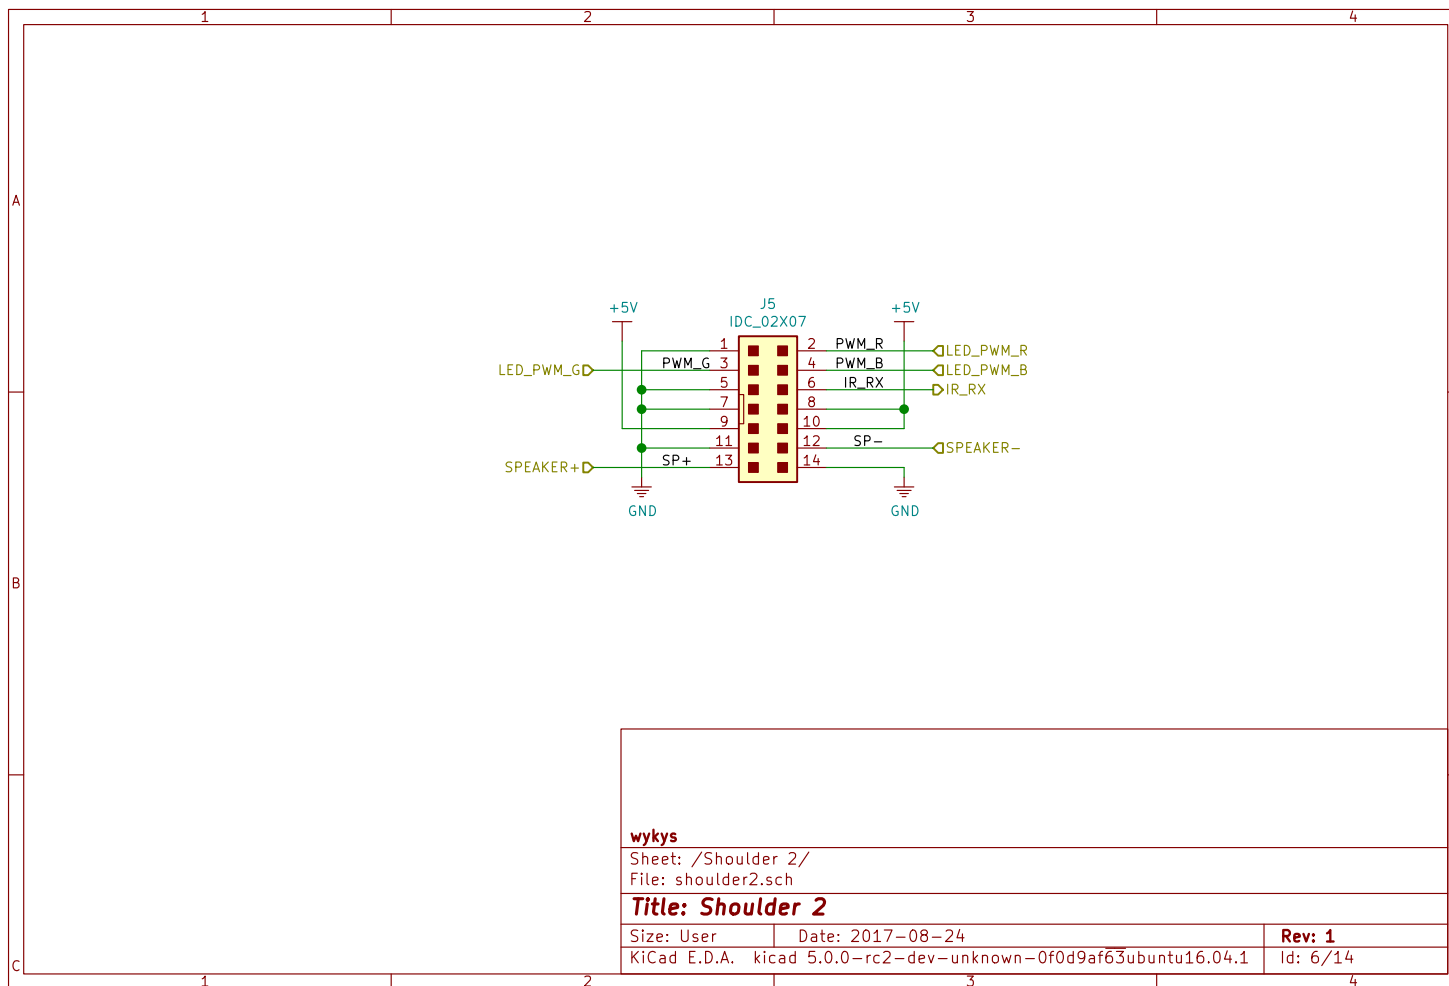 1 2 3 4
A
B
C
+5V
J5
IDC_02X07
+5V
1 2 PWM_R LED_PWM_R
LED_PWM_G PWM_G 3 4 PWM_B LED_PWM_B
5 6 IR_RX IR_RX
7 8
9 10
11 12 SP- SPEAKER-
SPEAKER+ SP+ 13 14
GND GND
wykys
Sheet: /Shoulder 2/
File: shoulder2.sch
Title: Shoulder 2
Size: User Date: 2017-08-24 Rev: 1
KiCad E.D.A. kicad 5.0.0-rc2-dev-unknown-0f0d9af63ubuntu16.04.1 Id: 6/14
1 2 3 4